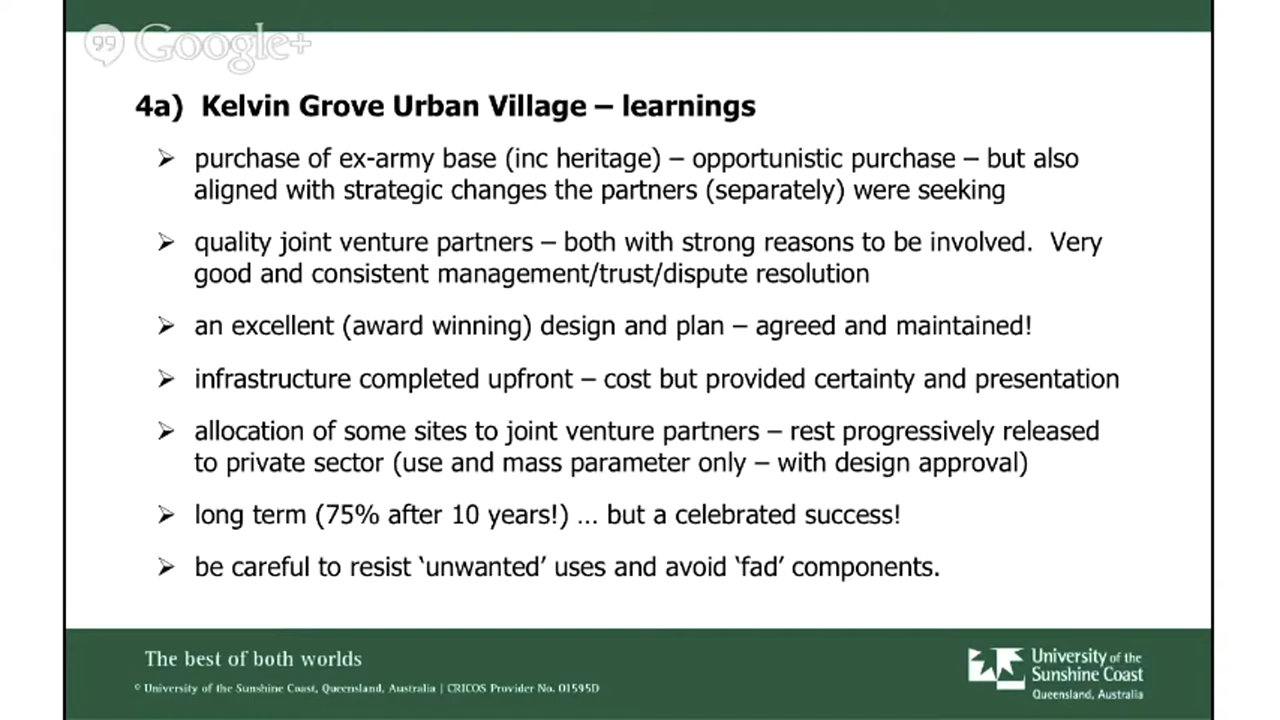 99 Google+
4a) Kelvin Grove Urban Village – learnings
➢ purchase of ex-army base (inc heritage) – opportunistic purchase – but also
aligned with strategic changes the partners (separately) were seeking
➢ quality joint venture partners – both with strong reasons to be involved. Very
good and consistent management/trust/dispute resolution
➢ an excellent (award winning) design and plan – agreed and maintained!
➢ infrastructure completed upfront – cost but provided certainty and presentation
➢ allocation of some sites to joint venture partners – rest progressively released
to private sector (use and mass parameter only – with design approval)
➢ long term (75% after 10 years!) … but a celebrated success!
➢ be careful to resist ‘unwanted’ uses and avoid ‘fad’ components.
The best of both worlds
© University of the Sunshine Coast, Queensland, Australia | CRICOS Provider No. 01595D
University of the
Sunshine Coast
Queensland, Australia